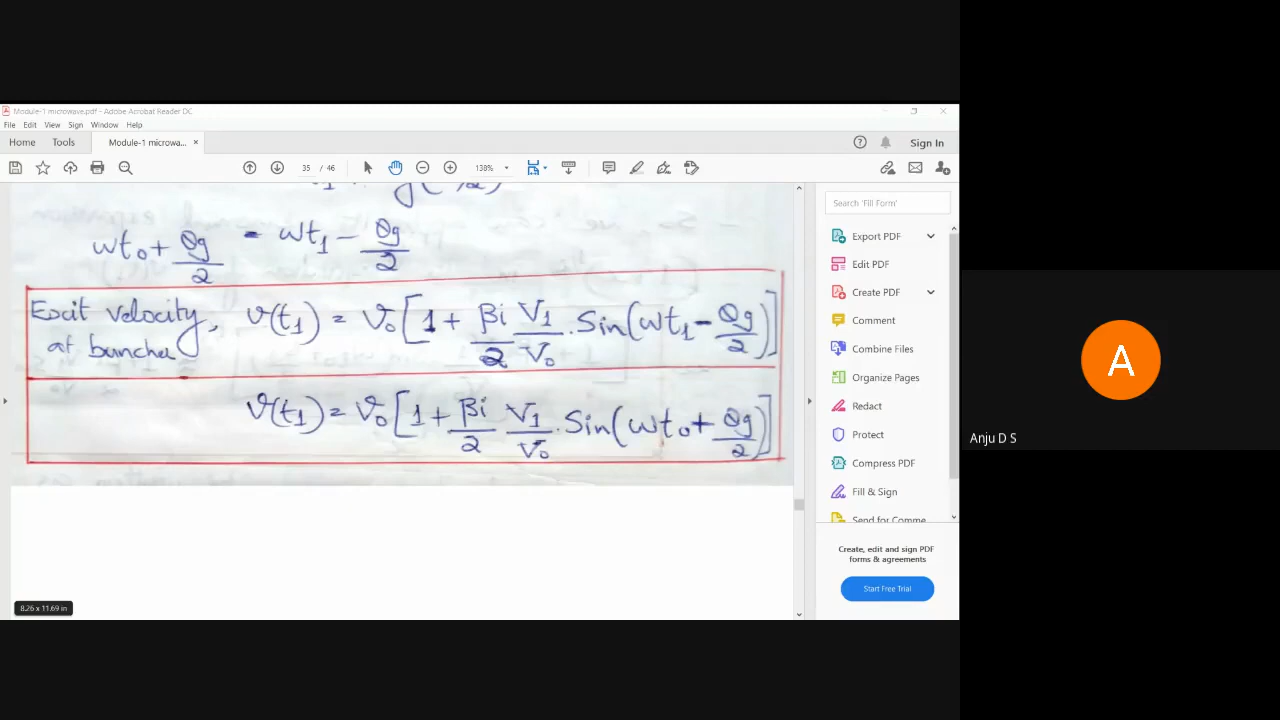 Module-1 microwave.pdf - Adobe Acrobat Reader DC
File Edit View Sign Window Help
Home Tools Module-1 microwa... × Sign In
35 / 46 138%
ωt₀ + θg/2 = ωt₁ - θg/2
Exit velocity, v(t₁) = v₀[1 + βi/2 V₁/V₀ . Sin(ωt₁ - θg/2)]
at bunche
v(t₁) = v₀[1 + βi/2 V₁/V₀ . Sin(ωt₀ + θg/2)]
8.26 x 11.69 in
Search 'Fill Form'
Export PDF
Edit PDF
Create PDF
Comment
Combine Files
Organize Pages
Redact
Protect
Compress PDF
Fill & Sign
Send for Comme
Create, edit and sign PDF
forms & agreements
Start Free Trial
A
Anju D S